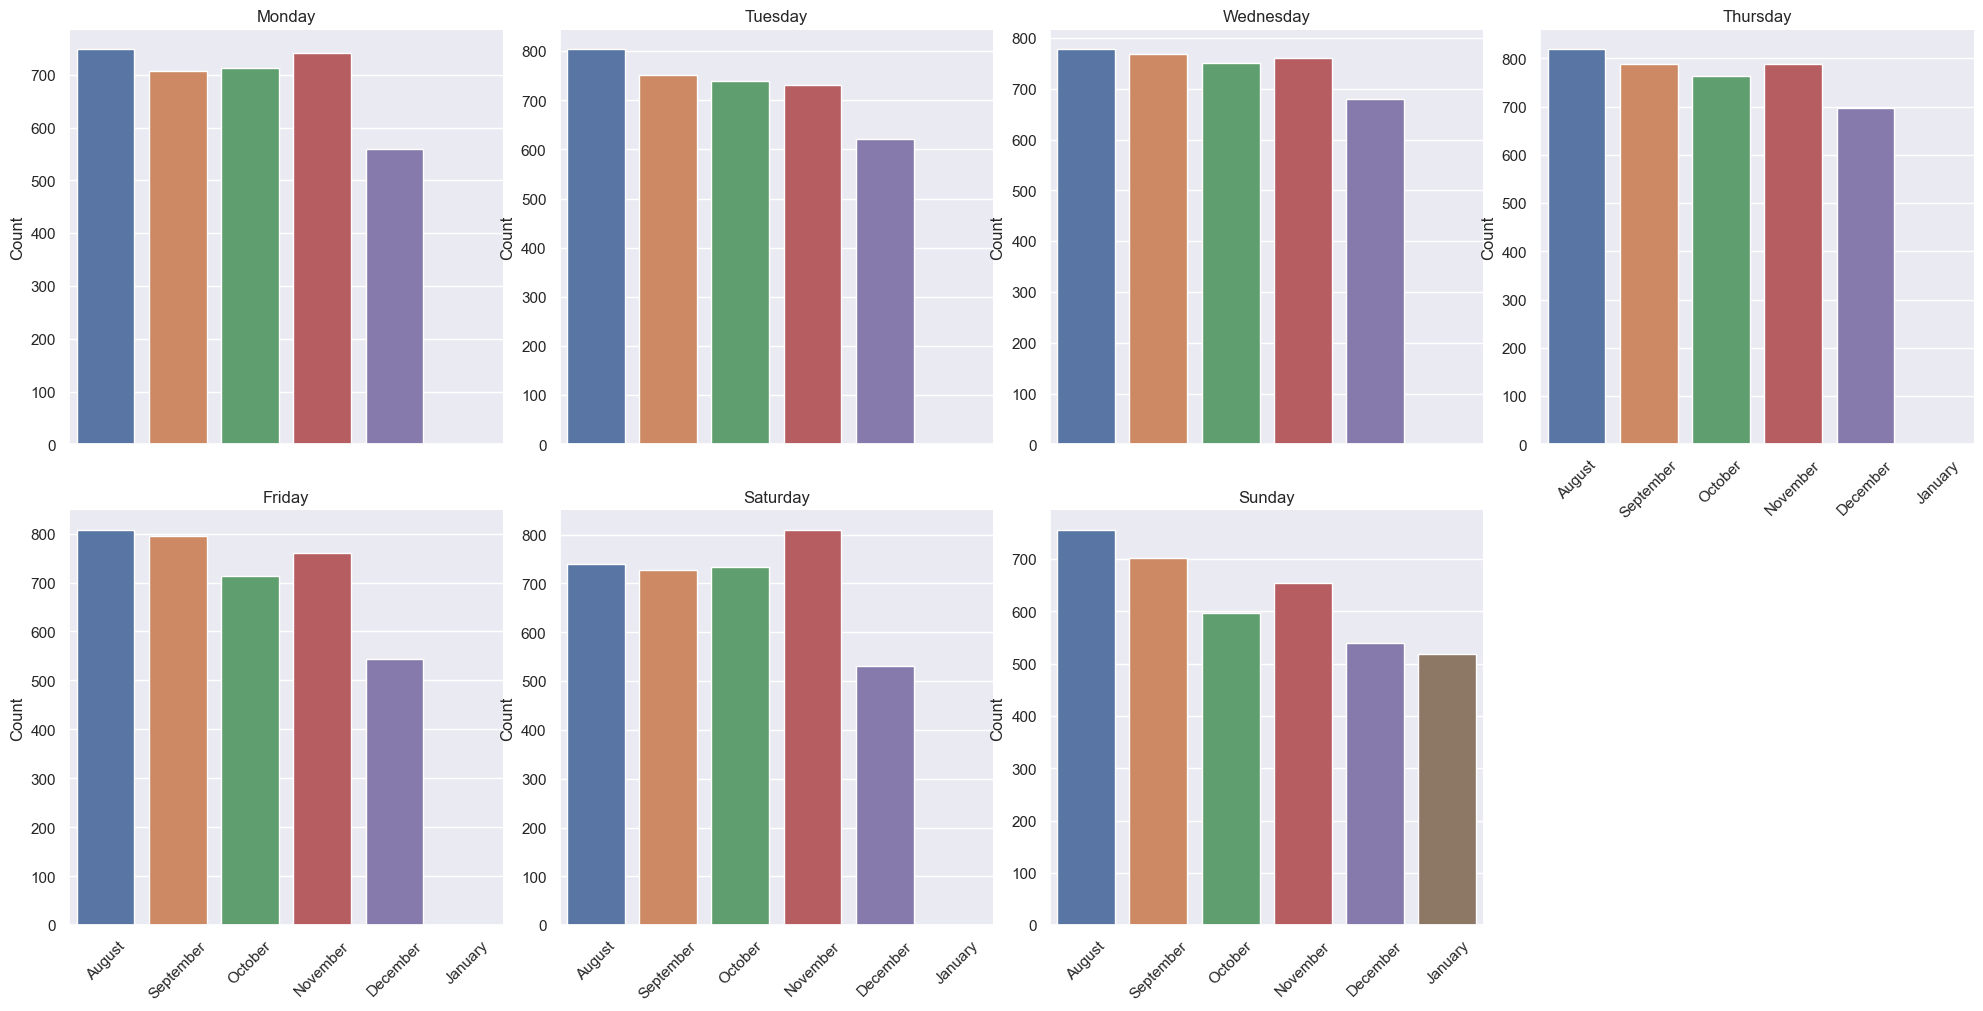 Monday
Count
700
600
500
400
300
200
100
0
Tuesday
Count
800
700
600
500
400
300
200
100
0
Wednesday
Count
800
700
600
500
400
300
200
100
0
Thursday
Count
800
700
600
500
400
300
200
100
0
August
September
October
November
December
January
Friday
Count
800
700
600
500
400
300
200
100
0
August
September
October
November
December
January
Saturday
Count
800
700
600
500
400
300
200
100
0
August
September
October
November
December
January
Sunday
Count
700
600
500
400
300
200
100
0
August
September
October
November
December
January